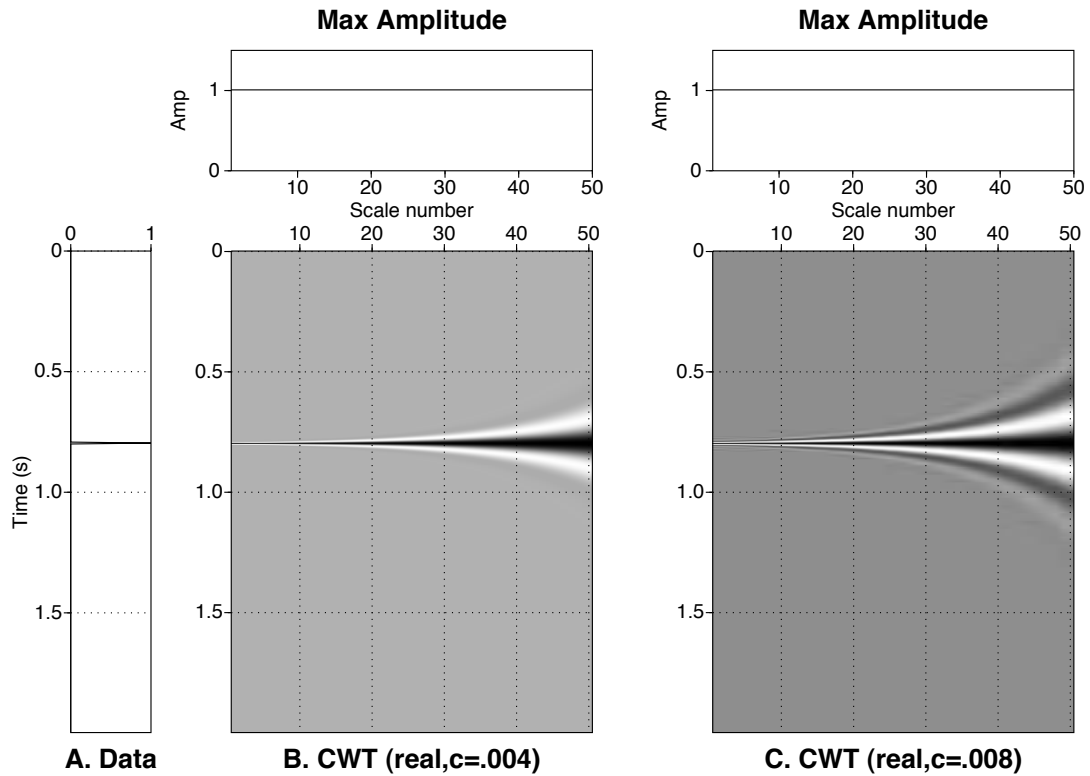 Max Amplitude
Max Amplitude
Amp
1
0
10 20 30 40 50
Scale number
Amp
1
0
10 20 30 40 50
Scale number
0 1
Time (s)
0
0.5
1.0
1.5
A. Data
10 20 30 40 50
0
0.5
1.0
1.5
B. CWT (real,c=.004)
10 20 30 40 50
0
0.5
1.0
1.5
C. CWT (real,c=.008)